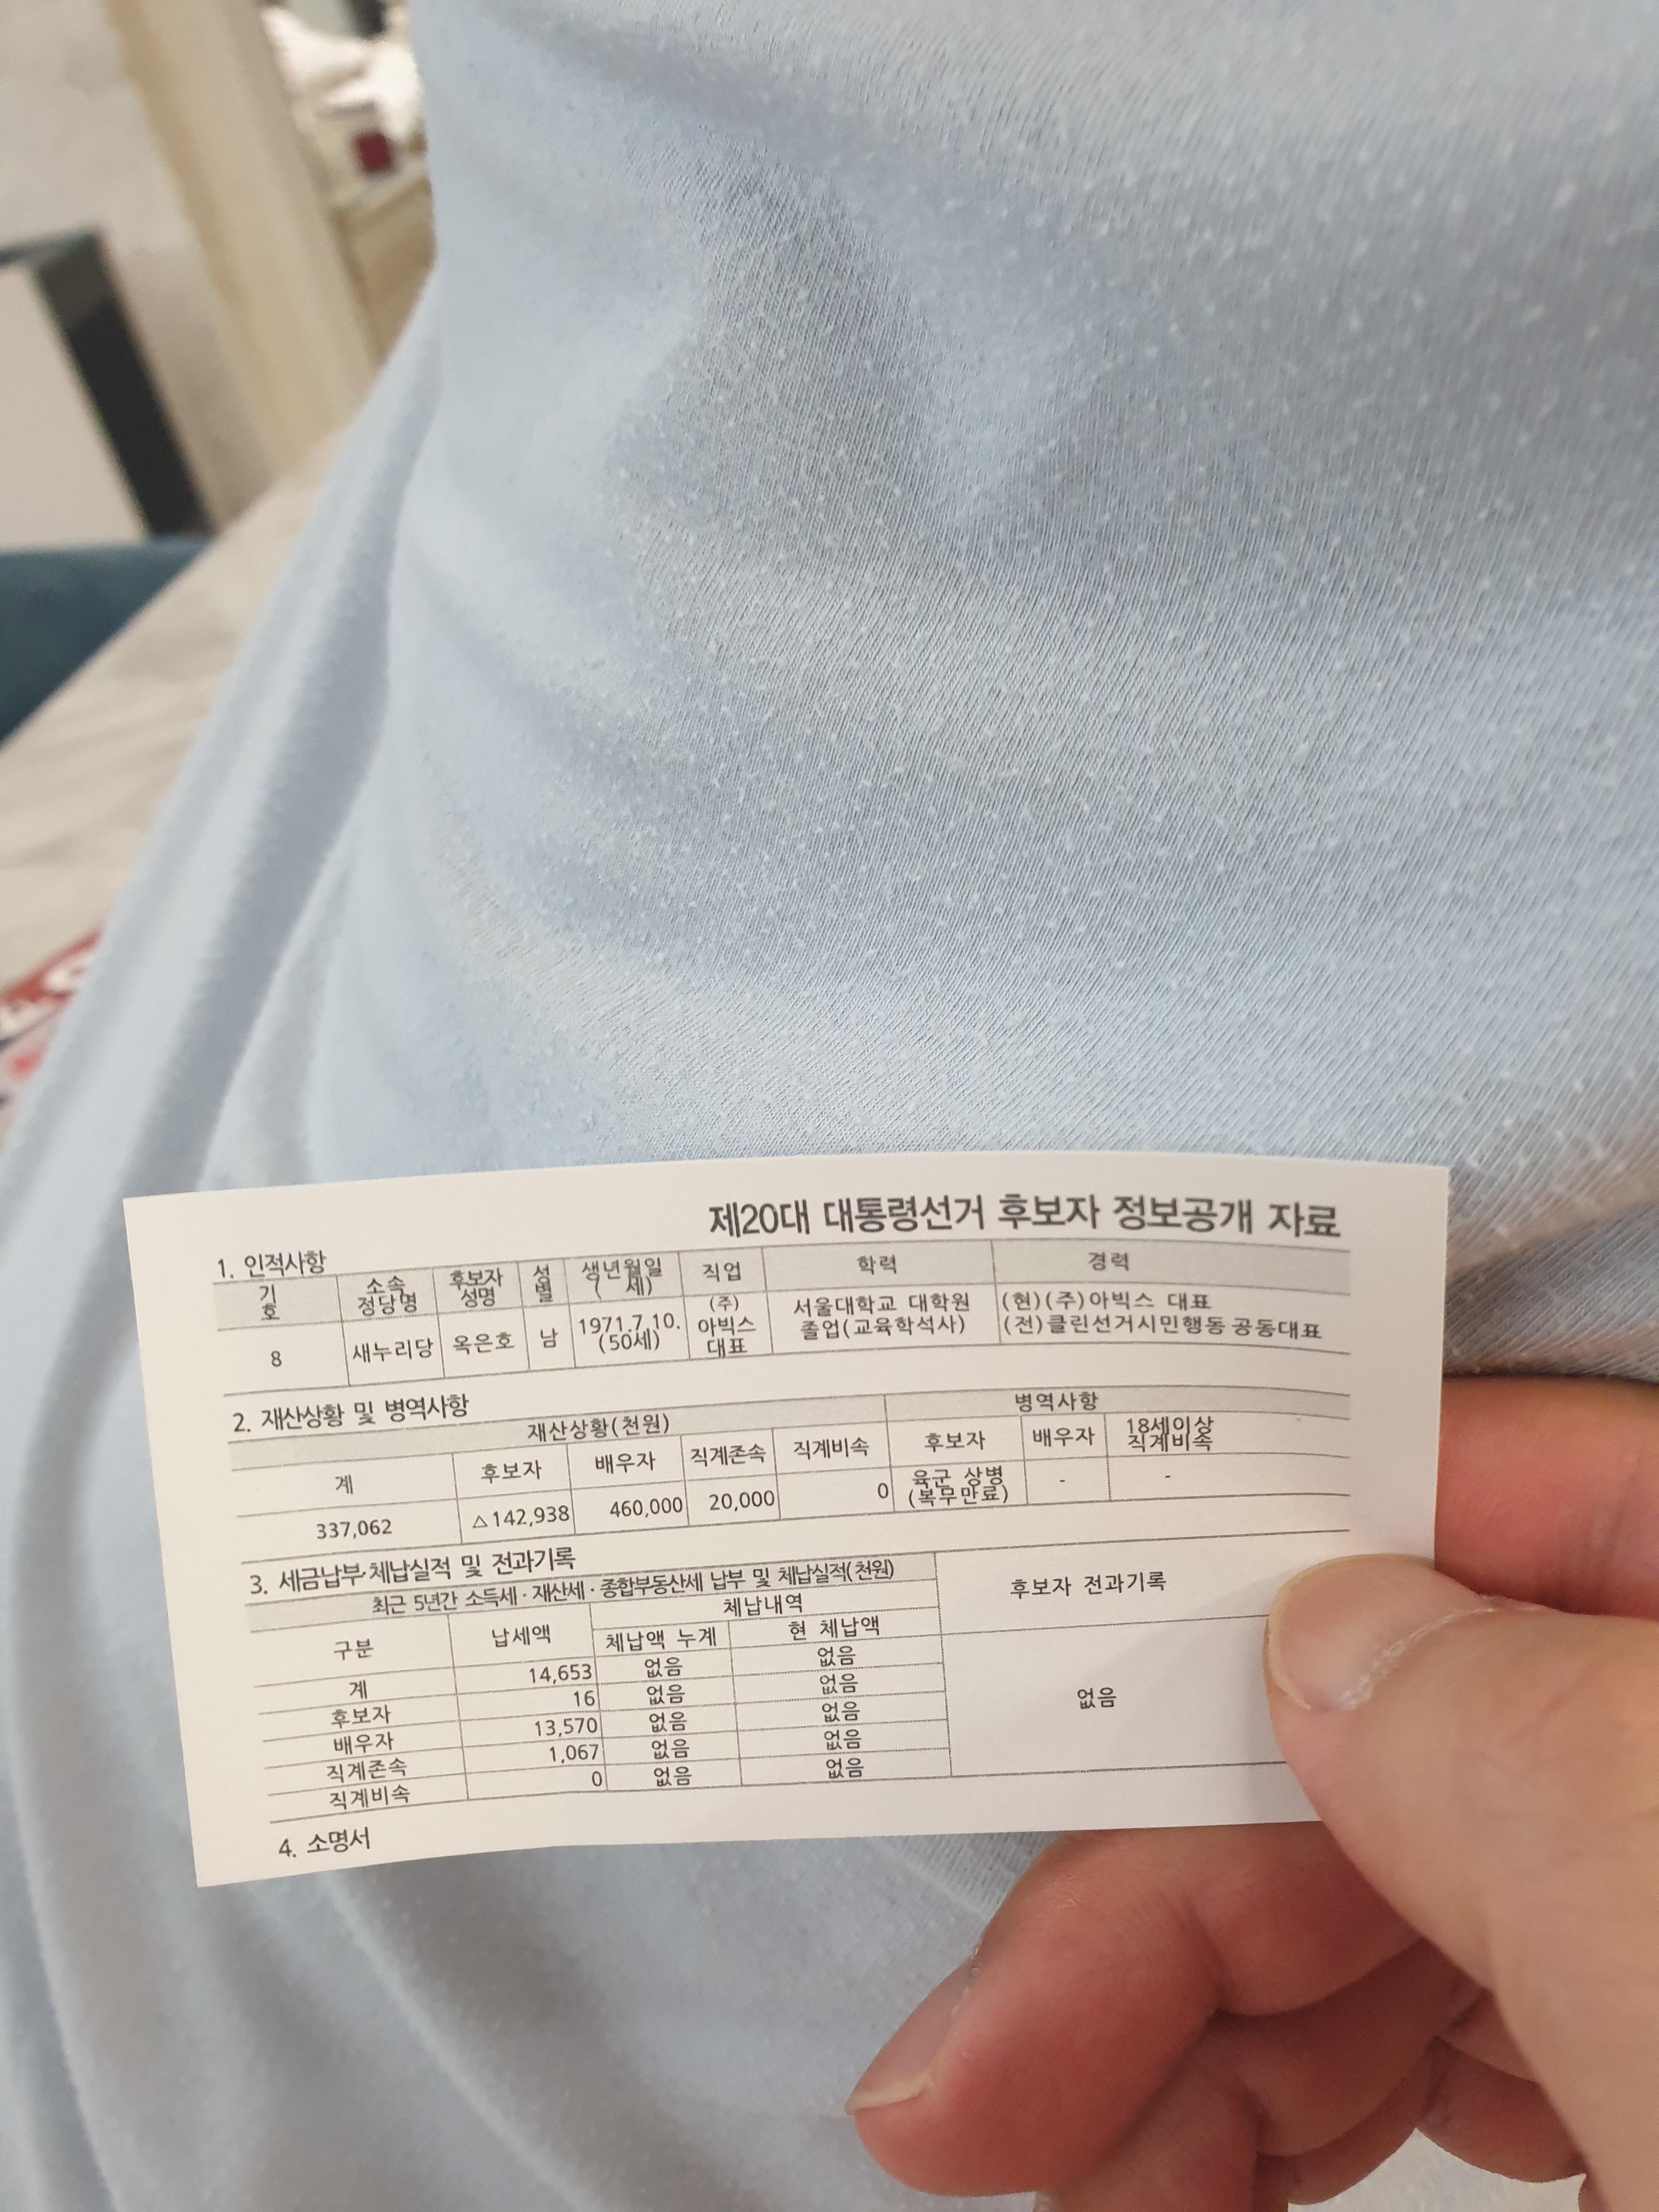 제20대 대통령선거 후보자 정보공개 자료
1. 인적사항
기호 소속정당명 후보자성명 성별 생년월일( 세) 직업 학력 경력
8 새누리당 옥은호 남 1971.7.10.(50세) (주)아빅스 대표 서울대학교 대학원 졸업(교육학석사) (현)(주)아빅스 대표
(전)클린선거시민행동 공동대표
2. 재산상황 및 병역사항
재산상황(천원) 병역사항
계 후보자 배우자 직계존속 직계비속 후보자 배우자 18세이상 직계비속
337,062 △142,938 460,000 20,000 0 육군 상병(복무만료) - -
3. 세금납부·체납실적 및 전과기록
최근 5년간 소득세·재산세·종합부동산세 납부 및 체납실적(천원) 후보자 전과기록
구분 납세액 체납내역
체납액 누계 현 체납액
계 14,653 없음 없음 없음
후보자 16 없음 없음
배우자 13,570 없음 없음
직계존속 1,067 없음 없음
직계비속 0 없음 없음
4. 소명서